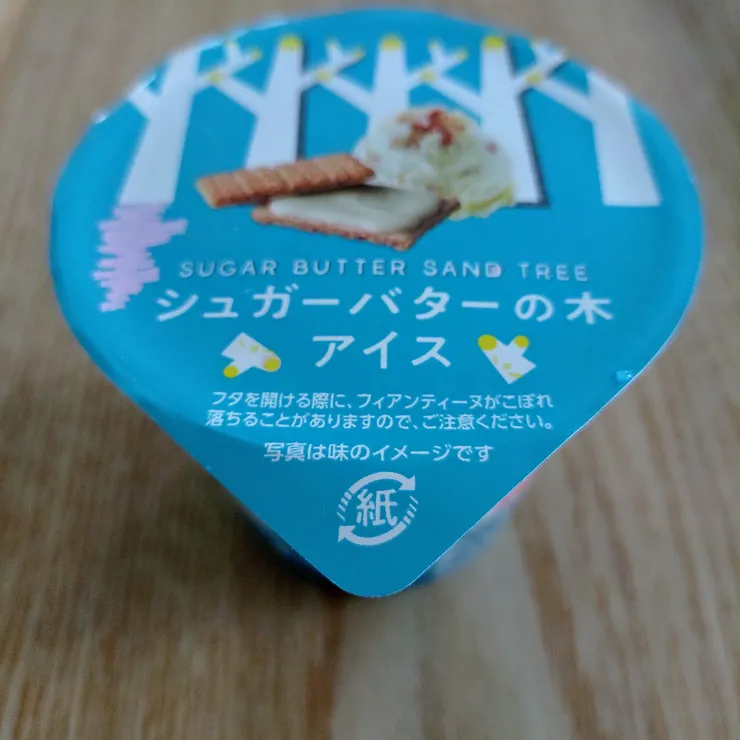 SUGAR BUTTER SAND TREE
シュガーバターの木
アイス
フタを開ける際に、フィアンティーヌがこぼれ
落ちることがありますので、ご注意ください。
写真は味のイメージです
紙